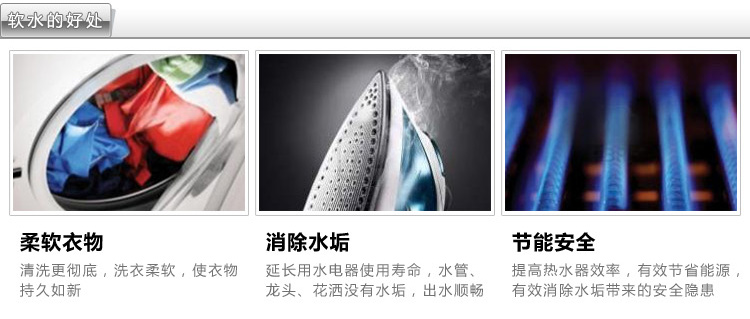 软水的好处
柔软衣物
清洗更彻底，洗衣柔软，使衣物
持久如新
消除水垢
延长用水电器使用寿命，水管、
龙头、花洒没有水垢，出水顺畅
节能安全
提高热水器效率，有效节省能源，
有效消除水垢带来的安全隐患